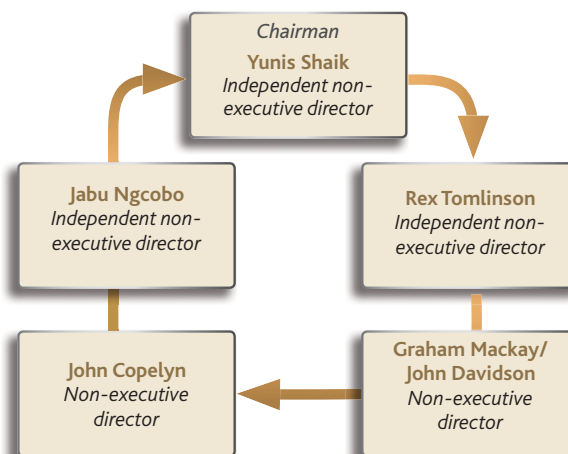 Chairman
Yunis Shaik
Independent non-
executive director
Jabu Ngcobo
Independent non-
executive director
Rex Tomlinson
Independent non-
executive director
John Copelyn
Non-executive
director
Graham Mackay/
John Davidson
Non-executive
director